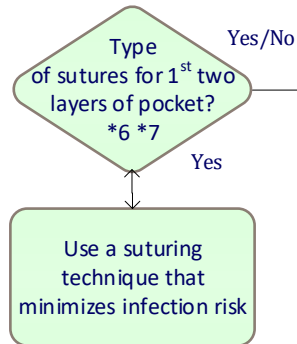 Type
Yes/No
of sutures for 1st two
layers of pocket?
*6 *7
Yes
Use a suturing
technique that
minimizes infection risk